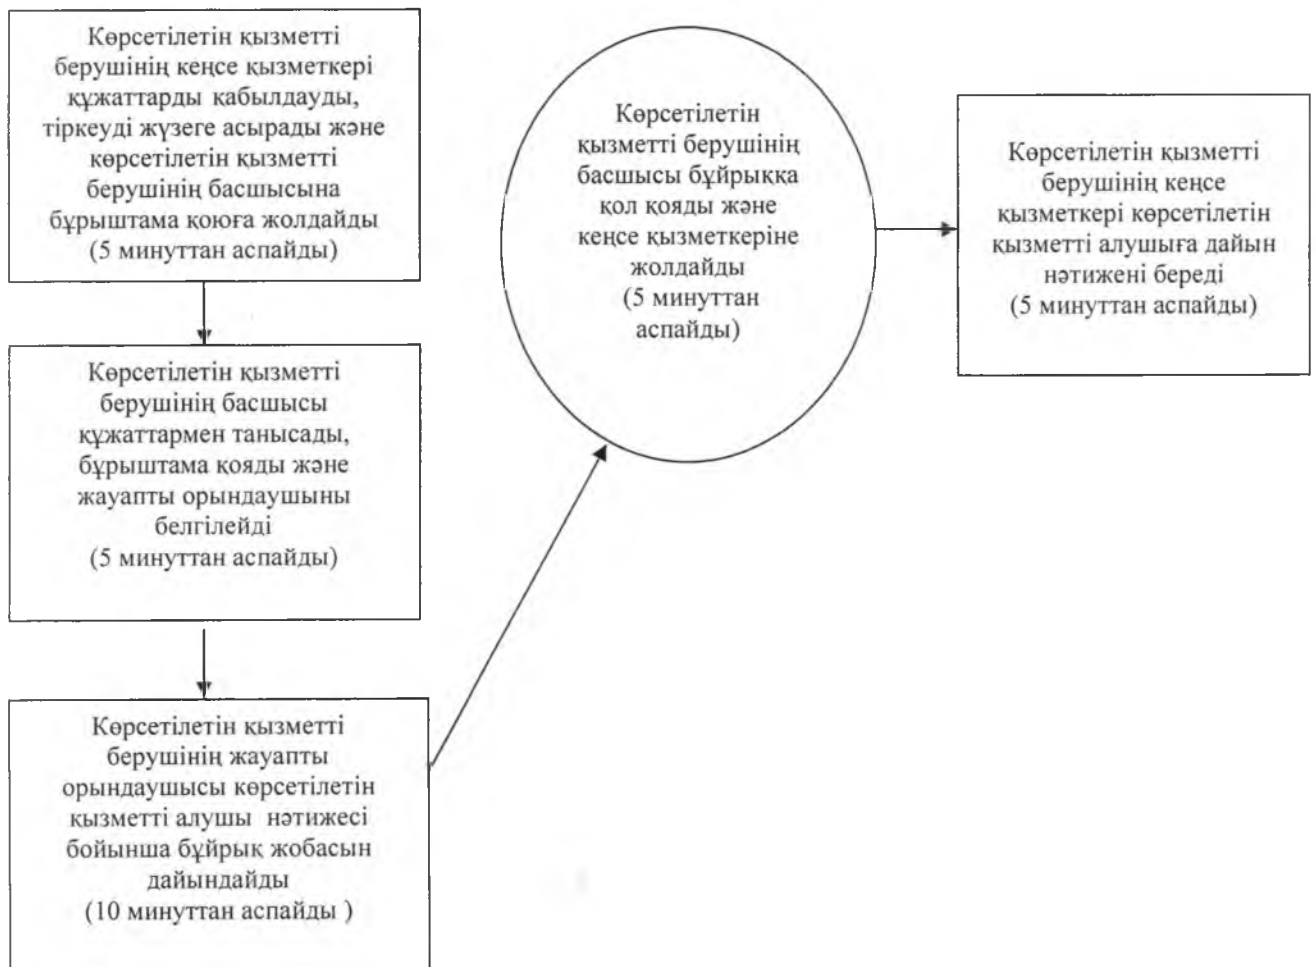 Көрсетілетін қызметті
берушінің кеңсе қызметкері
құжаттарды қабылдауды,
тіркеуді жүзеге асырады және
көрсетілетін қызметті
берушінің басшысына
бұрыштама қоюға жолдайды
(5 минуттан аспайды)
Көрсетілетін қызметті
берушінің басшысы
құжаттармен танысады,
бұрыштама қояды және
жауапты орындаушыны
белгілейді
(5 минуттан аспайды)
Көрсетілетін қызметті
берушінің жауапты
орындаушысы көрсетілетін
қызметті алушы нәтижесі
бойынша бұйрық жобасын
дайындайды
(10 минуттан аспайды )
Көрсетілетін
қызметті берушінің
басшысы бұйрыққа
қол қояды және
кеңсе қызметкеріне
жолдайды
(5 минуттан
аспайды)
Көрсетілетін қызметті
берушінің кеңсе
қызметкері көрсетілетін
қызметті алушыға дайын
нәтижені береді
(5 минуттан аспайды)